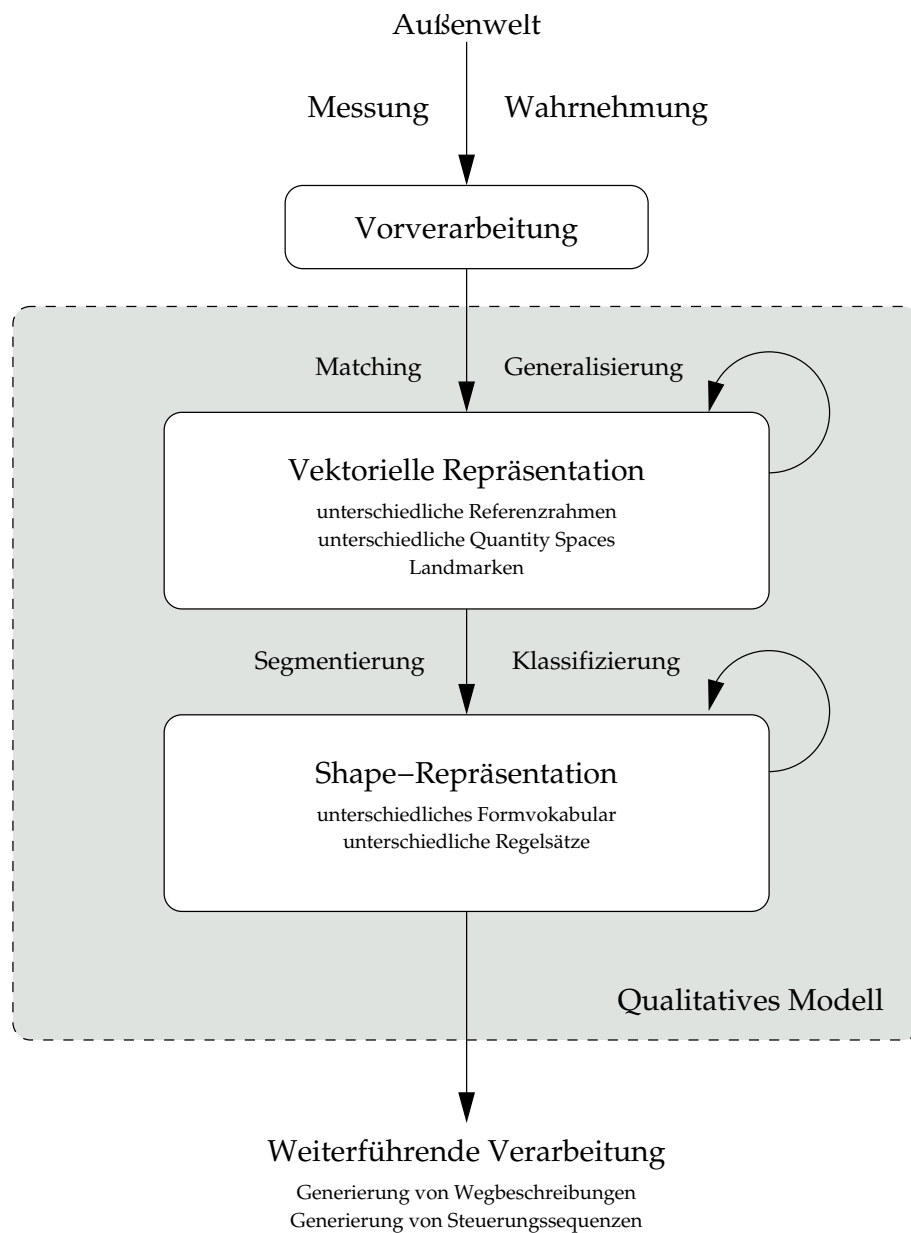 Außenwelt
Messung Wahrnehmung
Vorverarbeitung
Matching Generalisierung
Vektorielle Repräsentation
unterschiedliche Referenzrahmen
unterschiedliche Quantity Spaces
Landmarken
Segmentierung Klassifizierung
Shape–Repräsentation
unterschiedliches Formvokabular
unterschiedliche Regelsätze
Qualitatives Modell
Weiterführende Verarbeitung
Generierung von Wegbeschreibungen
Generierung von Steuerungssequenzen